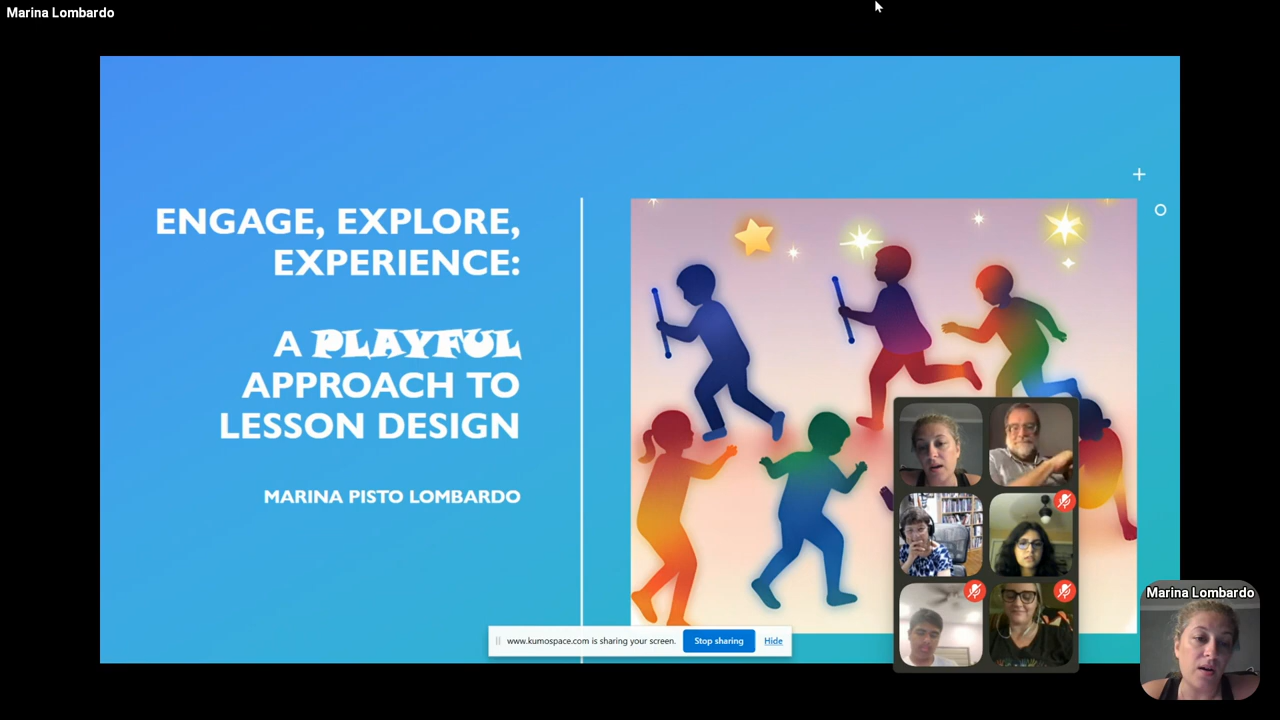 Marina Lombardo
ENGAGE, EXPLORE,
EXPERIENCE:
A PLAYFUL
APPROACH TO
LESSON DESIGN
MARINA PISTO LOMBARDO
www.kumospace.com is sharing your screen. Stop sharing Hide
Marina Lombardo